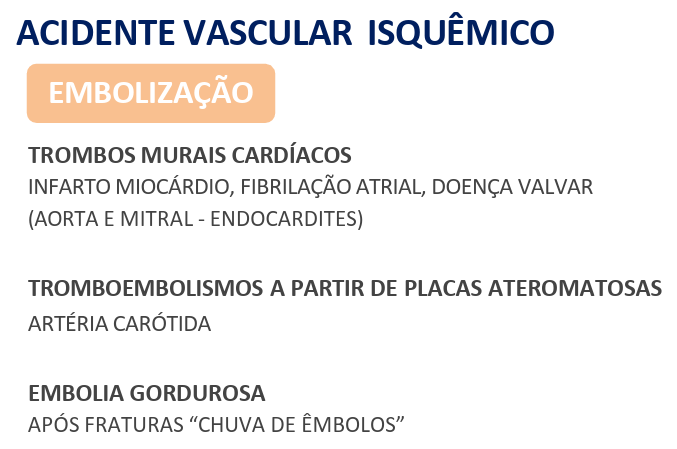 ACIDENTE VASCULAR ISQUÊMICO
EMBOLIZAÇÃO
TROMBOS MURAIS CARDÍACOS
INFARTO MIOCÁRDIO, FIBRILAÇÃO ATRIAL, DOENÇA VALVAR
(AORTA E MITRAL - ENDOCARDITES)
TROMBOEMBOLISMOS A PARTIR DE PLACAS ATEROMATOSAS
ARTÉRIA CARÓTIDA
EMBOLIA GORDUROSA
APÓS FRATURAS “CHUVA DE ÊMBOLOS”